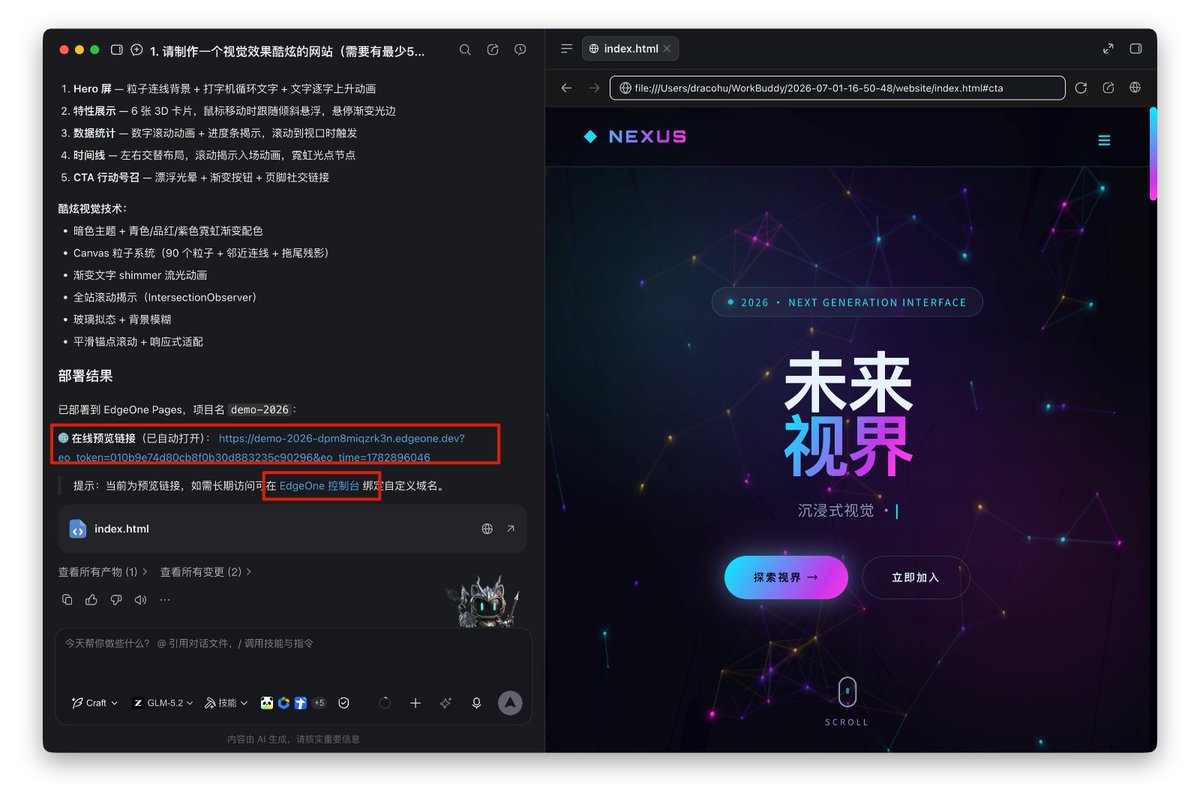 1. 请制作一个视觉效果酷炫的网站（需要有最少5...
1. Hero 屏 — 粒子连线背景 + 打字机循环文字 + 文字逐字上升动画
2. 特性展示 — 6 张 3D 卡片，鼠标移动时跟随倾斜悬浮，悬停渐变光边
3. 数据统计 — 数字滚动动画 + 进度条揭示，滚动到视口时触发
4. 时间线 — 左右交替布局，滚动揭示入场动画，霓虹光点节点
5. CTA 行动号召 — 漂浮光晕 + 渐变按钮 + 页脚社交链接
酷炫视觉技术：
• 暗色主题 + 青色/品红/紫色霓虹渐变配色
• Canvas 粒子系统（90 个粒子 + 邻近连线 + 拖尾残影）
• 渐变文字 shimmer 流光动画
• 全站滚动揭示（IntersectionObserver）
• 玻璃拟态 + 背景模糊
• 平滑锚点滚动 + 响应式适配
部署结果
已部署到 EdgeOne Pages，项目名 demo-2026：
在线预览链接（已自动打开）： https://demo-2026-dpm8miqzrk3n.edgeone.dev?
eo_token=010b9e74d80cb8f0b30d883235c90296&eo_time=1782896046
提示：当前为预览链接，如需长期访问可在 EdgeOne 控制台 绑定自定义域名。
index.html
查看所有产物 (1) > 查看所有变更 (2) >
今天帮你做些什么？ @ 引用对话文件，/ 调用技能与指令
Craft GLM-5.2 技能 +5
内容由 AI 生成，请核实重要信息
index.html
file:///Users/dracohu/WorkBuddy/2026-07-01-16-50-48/website/index.html#cta
NEXUS
2026 • NEXT GENERATION INTERFACE
未来
视界
沉浸式视觉 •
探索视界 → 立即加入
SCROLL